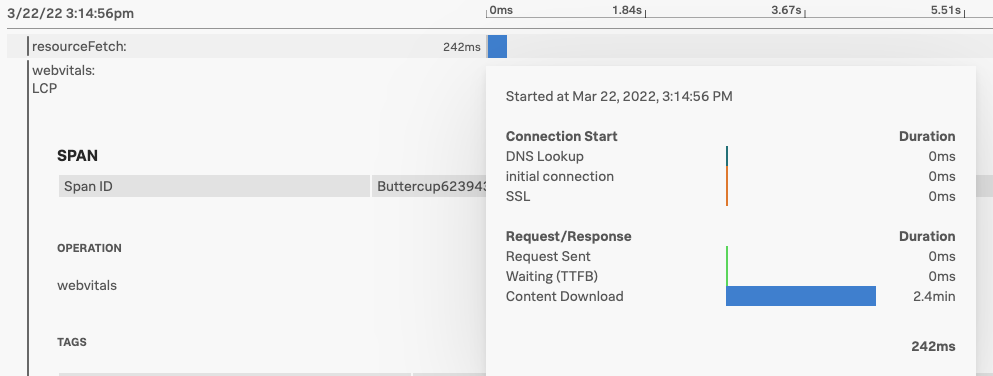 3/22/22 3:14:56pm
0ms 1.84s 3.67s 5.51s
resourceFetch: 242ms
webvitals:
LCP
SPAN
Span ID Buttercup623943
OPERATION
webvitals
TAGS
Started at Mar 22, 2022, 3:14:56 PM
Connection Start Duration
DNS Lookup 0ms
initial connection 0ms
SSL 0ms
Request/Response Duration
Request Sent 0ms
Waiting (TTFB) 0ms
Content Download 2.4min
242ms